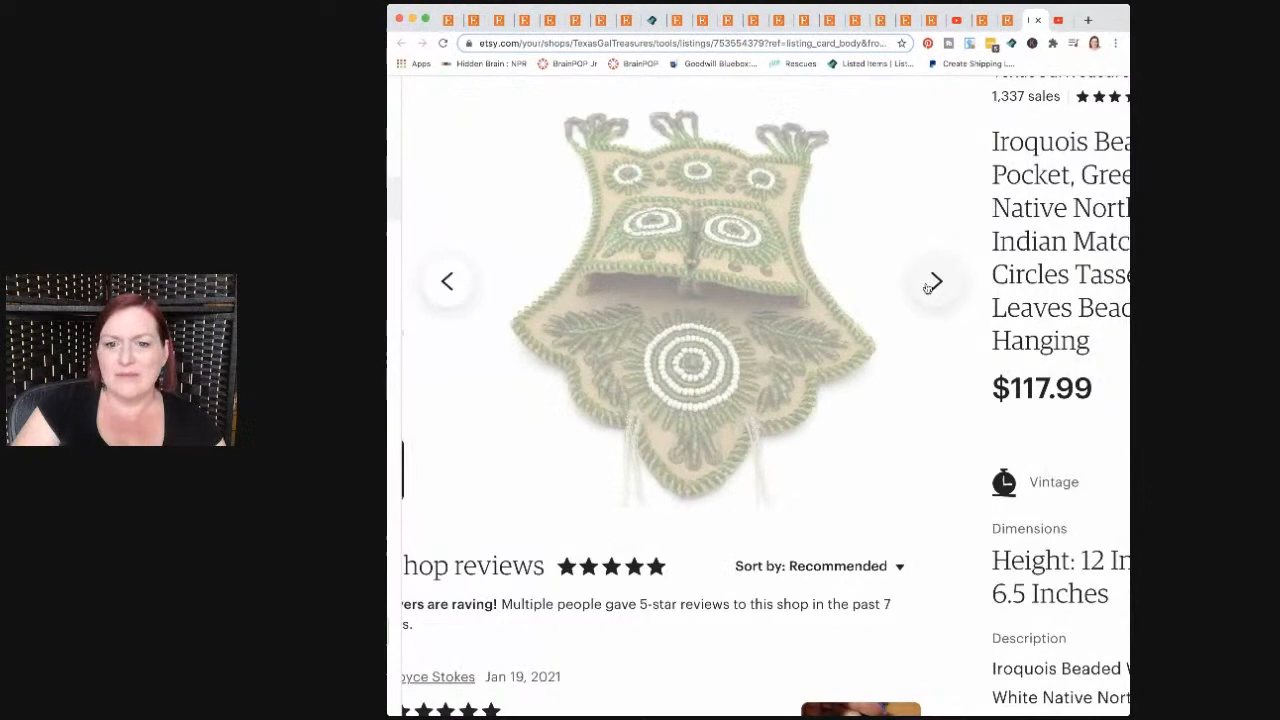 etsy.com/your/shops/TexasGalTreasures/tools/listings/753554379?ref=listing_card_body&fro...
Apps Hidden Brain : NPR BrainPOP Jr BrainPOP Goodwill Bluebox:... Rescues Listed Items | List... Create Shipping l...
1,337 sales
Iroquois Bea
Pocket, Gree
Native Nort
Indian Matc
Circles Tasse
Leaves Beac
Hanging
$117.99
Vintage
Dimensions
Height: 12 In
6.5 Inches
Description
Iroquois Beaded
White Native Nor
hop reviews
Sort by: Recommended
ers are raving! Multiple people gave 5-star reviews to this shop in the past 7
s.
oyce Stokes Jan 19, 2021